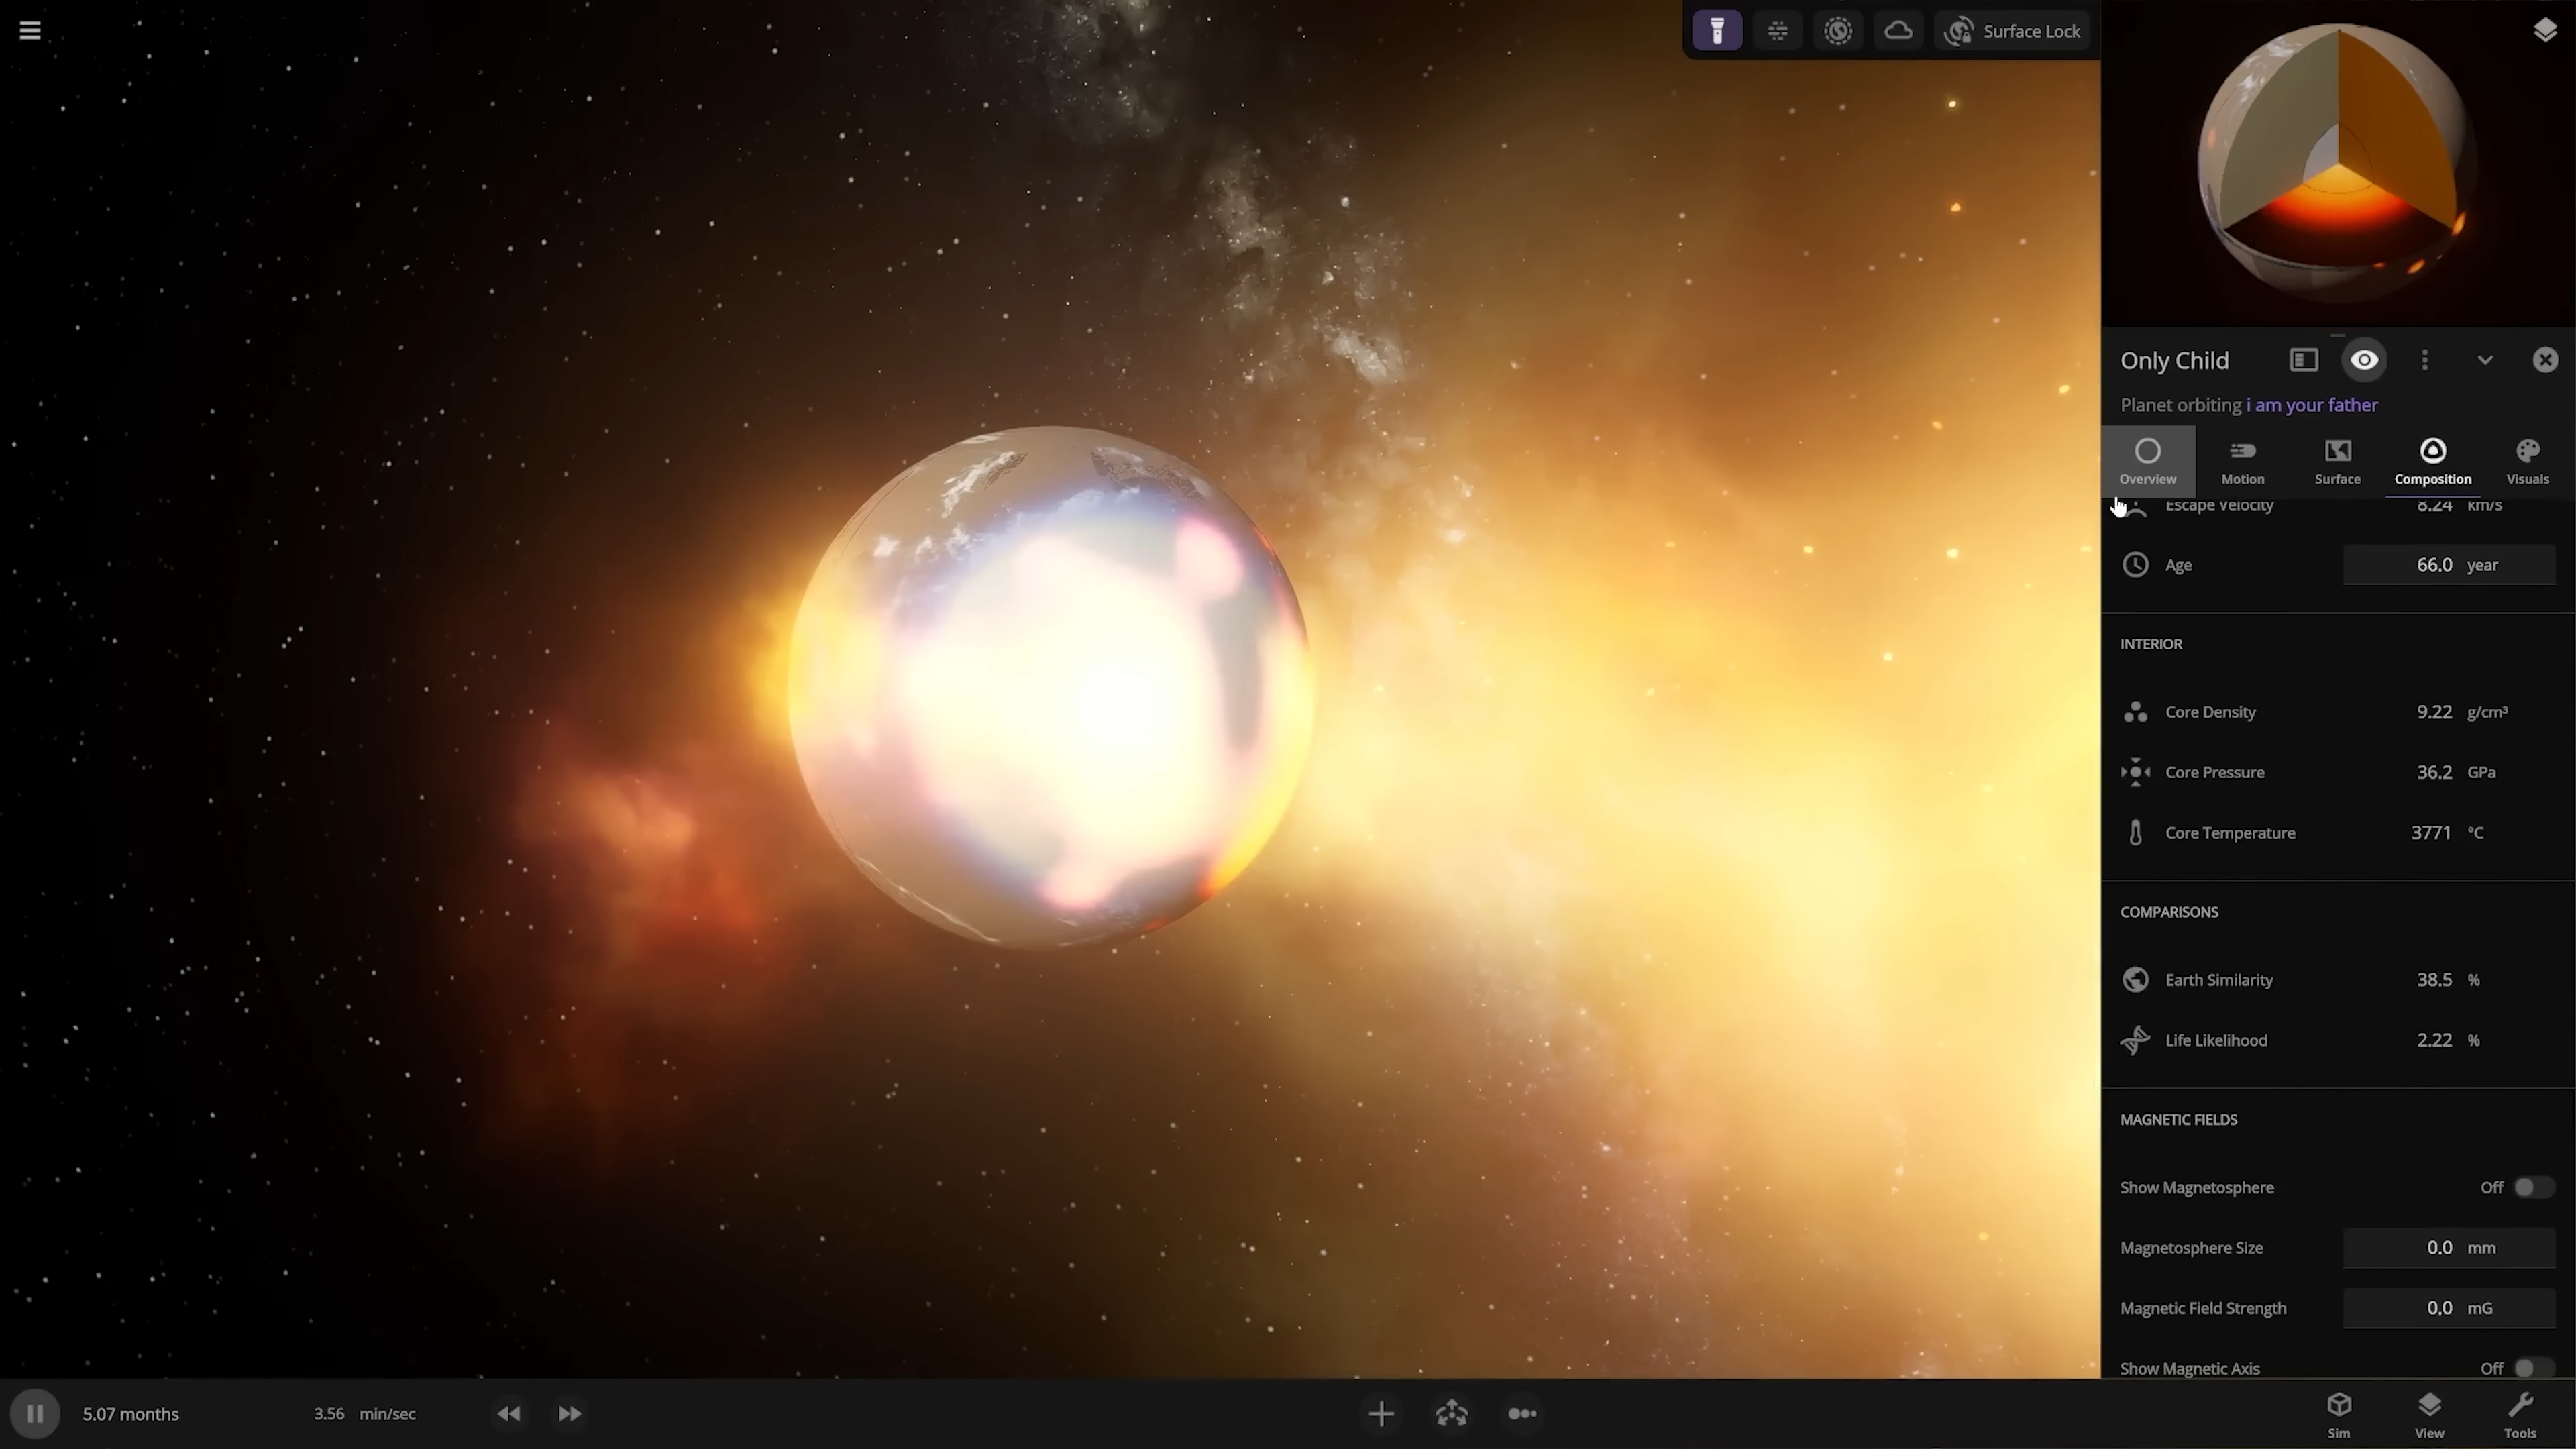 Surface Lock
Only Child
Planet orbiting i am your father
Overview Motion Surface Composition Visuals
Escape Velocity 8.24 km/s
Age 66.0 year
INTERIOR
Core Density 9.22 g/cm³
Core Pressure 36.2 GPa
Core Temperature 3771 °C
COMPARISONS
Earth Similarity 38.5 %
Life Likelihood 2.22 %
MAGNETIC FIELDS
Show Magnetosphere Off
Magnetosphere Size 0.0 mm
Magnetic Field Strength 0.0 mG
Show Magnetic Axis Off
5.07 months 3.56 min/sec Sim View Tools